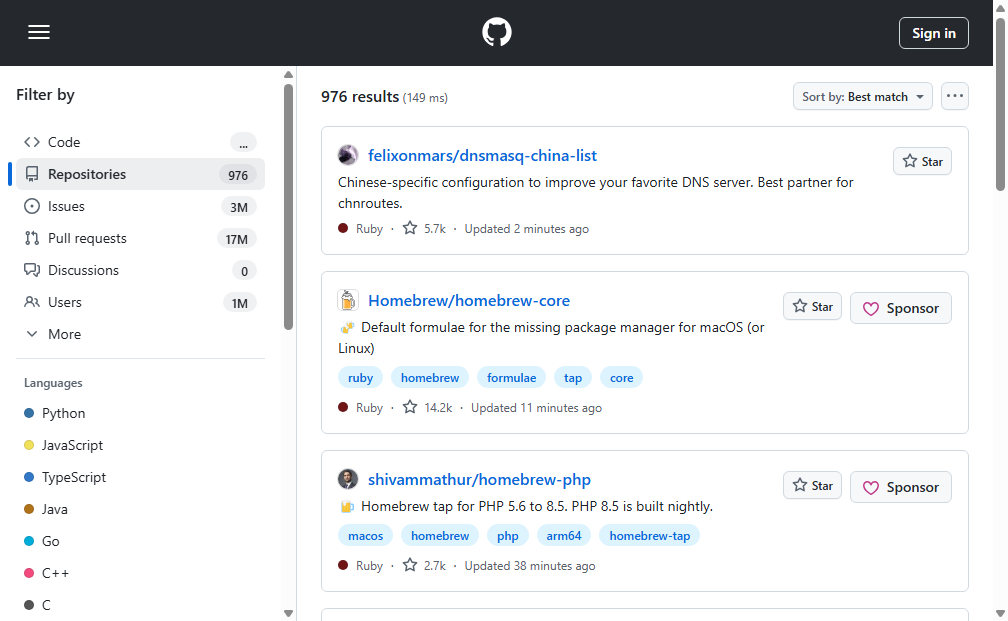 Sign in
Filter by
Code
...
Repositories
976
Issues
3M
Pull requests
17M
Discussions
0
Users
1M
More
Languages
Python
JavaScript
TypeScript
Java
Go
C++
C
976 results (149 ms)
Sort by: Best match
felixonmars/dnsmasq-china-list
Star
Chinese-specific configuration to improve your favorite DNS server. Best partner for
chnroutes.
Ruby · 5.7k · Updated 2 minutes ago
Homebrew/homebrew-core
Star
Sponsor
🍻 Default formulae for the missing package manager for macOS (or
Linux)
ruby homebrew formulae tap core
Ruby · 14.2k · Updated 11 minutes ago
shivammathur/homebrew-php
Star
Sponsor
🍺 Homebrew tap for PHP 5.6 to 8.5. PHP 8.5 is built nightly.
macos homebrew php arm64 homebrew-tap
Ruby · 2.7k · Updated 38 minutes ago